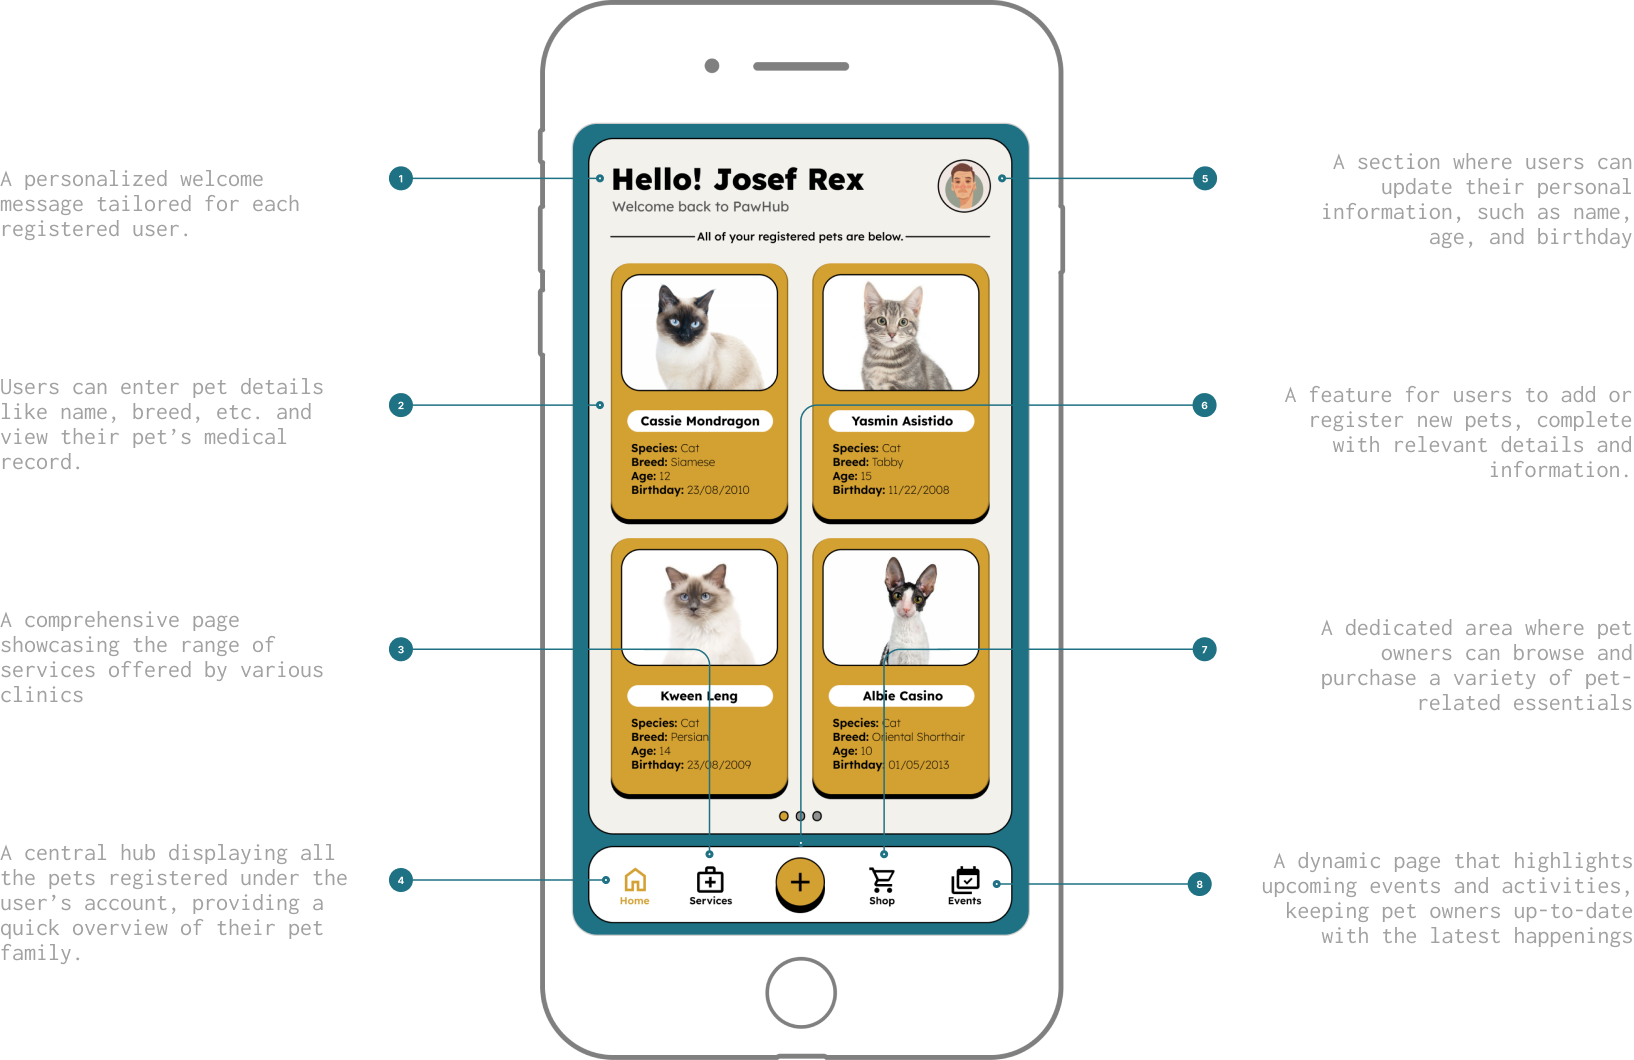 A personalized welcome
message tailored for each
registered user.
1
Users can enter pet details
like name, breed, etc. and
view their pet’s medical
record.
2
A comprehensive page
showcasing the range of
services offered by various
clinics
3
A central hub displaying all
the pets registered under the
user’s account, providing a
quick overview of their pet
family.
4
Hello! Josef Rex
Welcome back to PawHub
All of your registered pets are below.
Cassie Mondragon
Species: Cat
Breed: Siamese
Age: 12
Birthday: 23/08/2010
Yasmin Asistido
Species: Cat
Breed: Tabby
Age: 15
Birthday: 11/22/2008
Kween Leng
Species: Cat
Breed: Persian
Age: 14
Birthday: 23/08/2009
Albie Casino
Species: Cat
Breed: Oriental Shorthair
Age: 10
Birthday: 01/05/2013
Home
Services
Shop
Events
5
A section where users can
update their personal
information, such as name,
age, and birthday
6
A feature for users to add or
register new pets, complete
with relevant details and
information.
7
A dedicated area where pet
owners can browse and
purchase a variety of pet-
related essentials
8
A dynamic page that highlights
upcoming events and activities,
keeping pet owners up-to-date
with the latest happenings